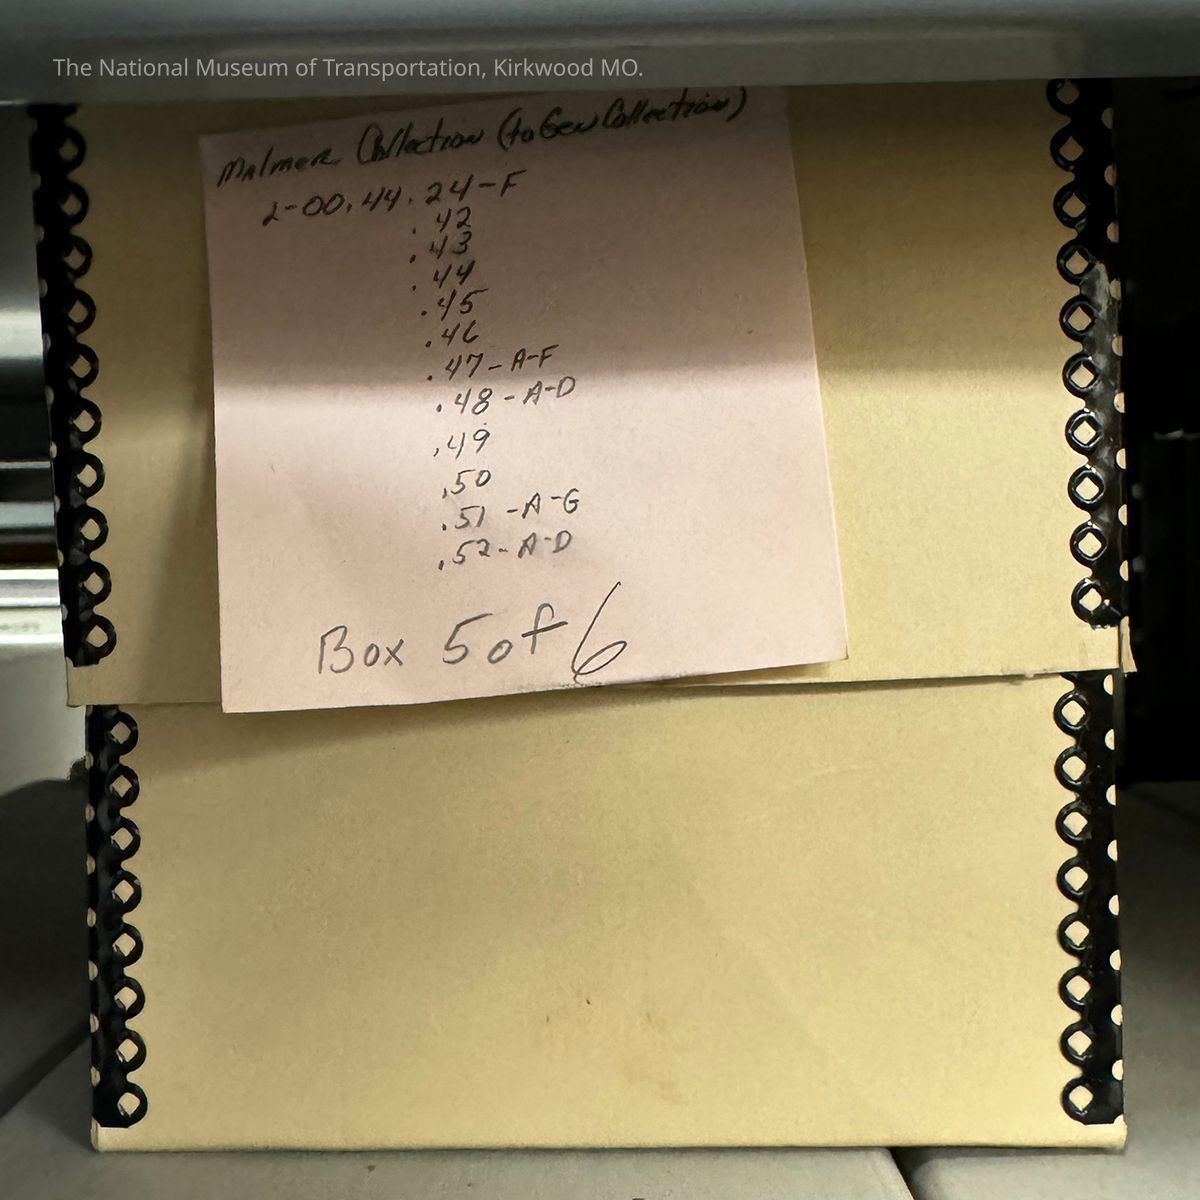 The National Museum of Transportation, Kirkwood MO.
Malmere Collection (to Gen Collection)
2-00.44.24-F
.42
.43
.44
.45
.46
.47-A-F
.48-A-D
.49
.50
.51-A-G
.52-A-D
Box 5 of 6